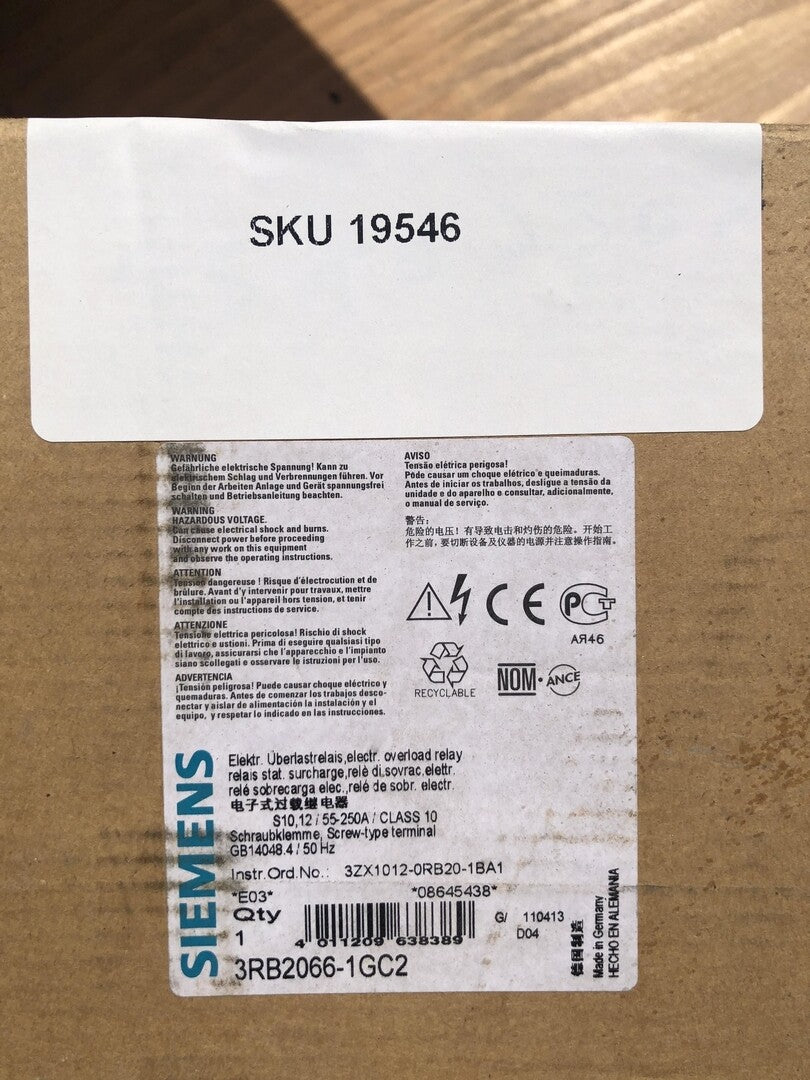 SKU 19546
WARNUNG
Gefährliche elektrische Spannung! Kann zu
elektrischem Schlag und Verbrennungen führen. Vor
Beginn der Arbeiten Anlage und Gerät spannungsfrei
schalten und Betriebsanleitung beachten.
WARNING
HAZARDOUS VOLTAGE.
Can cause electrical shock and burns.
Disconnect power before proceeding
with any work on this equipment
and observe the operating instructions.
ATTENTION
Tension dangereuse ! Risque d'électrocution et de
brûlure. Avant d'y intervenir pour travaux, mettre
l'installation ou l'appareil hors tension, et tenir
compte des instructions de service.
ATTENZIONE
Tensione elettrica pericolosa! Rischio di shock
elettrico e ustioni. Prima di eseguire qualsiasi tipo
di lavoro, assicurarsi che l'apparecchio e l'impianto
siano scollegati e osservare le istruzioni per l'uso.
ADVERTENCIA
¡Tensión peligrosa! Puede causar choque eléctrico y
quemaduras. Antes de comenzar los trabajos desco-
nectar y aislar de alimentación la instalación y el
equipo, y respetar lo indicado en las instrucciones.
AVISO
Tensão elétrica perigosa!
Pode causar um choque elétrico e queimaduras.
Antes de iniciar os trabalhos, desligue a tensão da
unidade e do aparelho e consultar, adicionalmente,
o manual de serviço.
警告:
危险的电压! 有导致电击和灼伤的危险。开始工
作之前, 要切断设备及仪器的电源并注意操作指南。
CE
PCT
АЯ46
RECYCLABLE
NOM·ANCE
SIEMENS
Elektr. Überlastrelais,electr. overload relay
relais stat. surcharge,relè di.sovrac.elettr.
relé sobrecarga elec.,relé de sobr. electr.
电子式过载继电器
S10,12 / 55-250A / CLASS 10
Schraubklemme, Screw-type terminal
GB14048.4 / 50 Hz
Instr.Ord.No.: 3ZX1012-0RB20-1BA1
*E03* *08645438*
Qty
1
4 011209 638389
G/ 110413
D04
3RB2066-1GC2
德国制造
Made in Germany
HECHO EN ALEMANIA